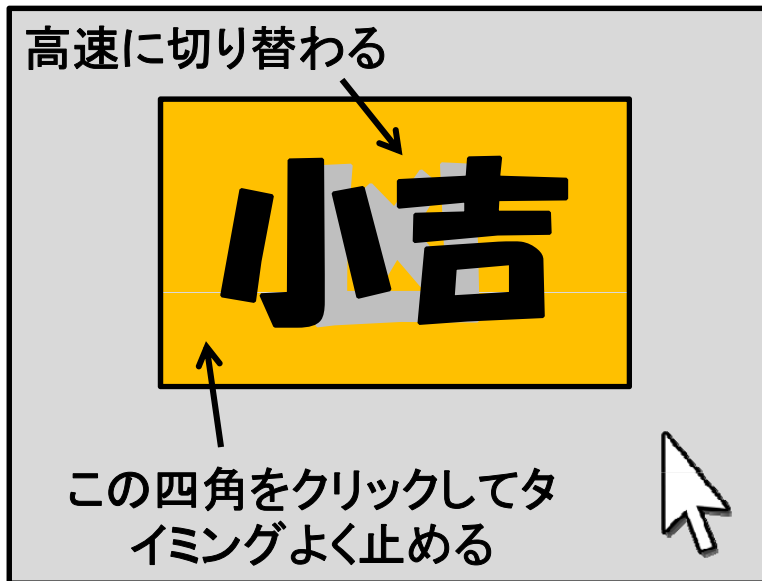 高速に切り替わる
小吉
この四角をクリックしてタ
イミングよく止める